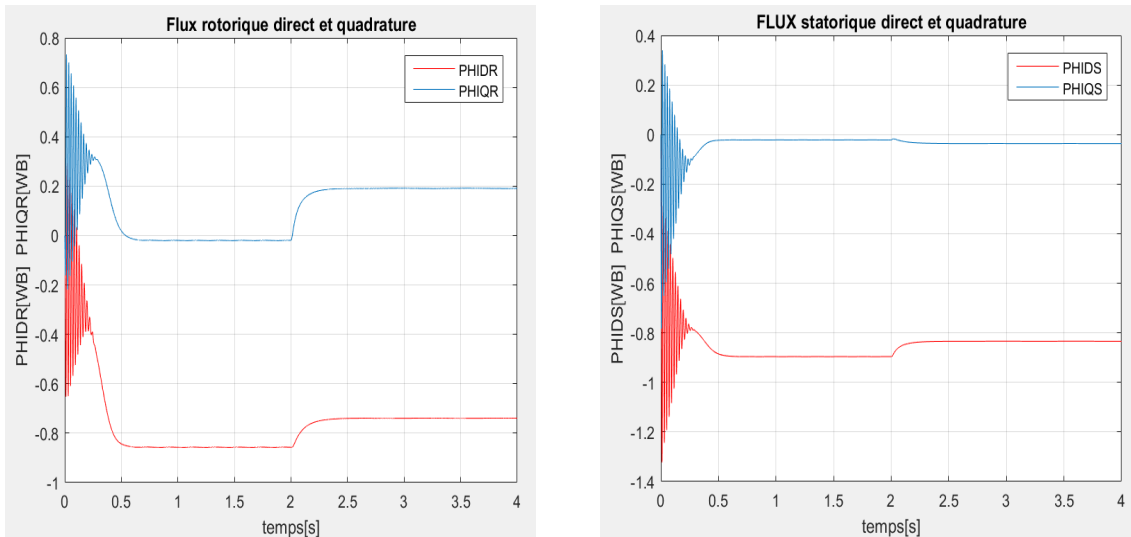 Flux rotorique direct et quadrature
PHIDR
PHIQR
0.8
0.6
0.4
0.2
0
-0.2
-0.4
-0.6
-0.8
-1
PHIDR[WB] PHIQR[WB]
0 0.5 1 1.5 2 2.5 3 3.5 4
temps[s]
FLUX statorique direct et quadrature
PHIDS
PHIQS
0.4
0.2
0
-0.2
-0.4
-0.6
-0.8
-1
-1.2
-1.4
PHIDS[WB] PHIQS[WB]
0 0.5 1 1.5 2 2.5 3 3.5 4
temps[s]